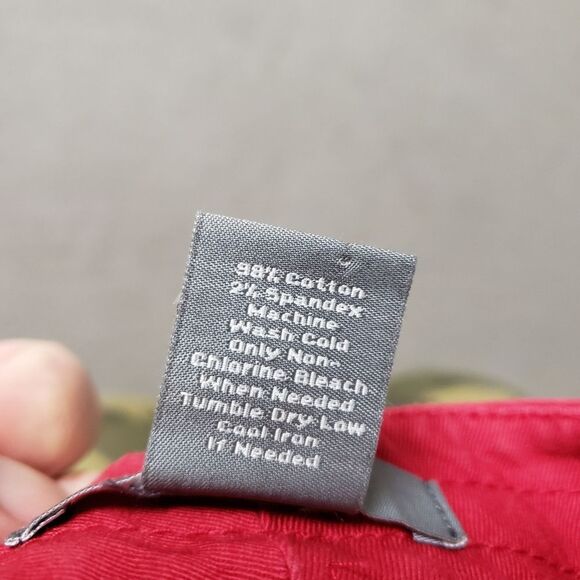 98% Cotton
2% Spandex
Machine
Wash Cold
Only Non-
Chlorine Bleach
When Needed
Tumble Dry Low
Cool Iron
If Needed